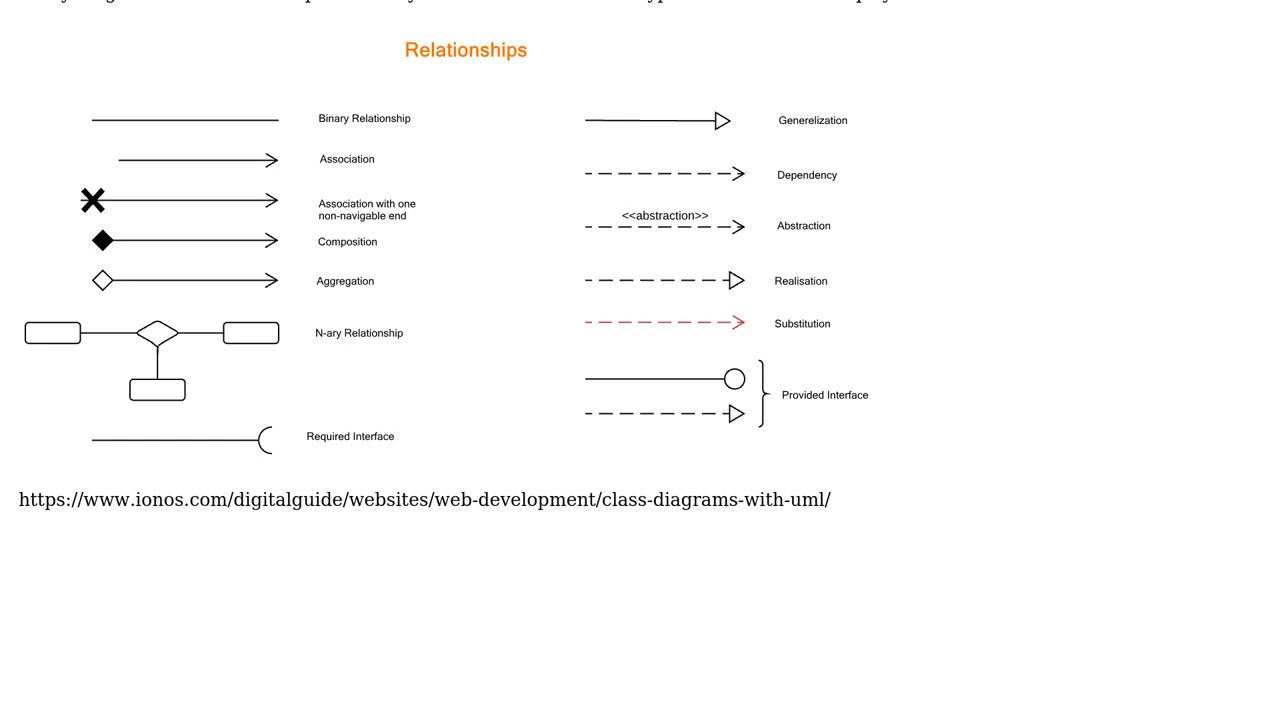 Relationships
Binary Relationship
Association
Association with one
non-navigable end
Composition
Aggregation
N-ary Relationship
Required Interface
Generelization
Dependency
<<abstraction>>
Abstraction
Realisation
Substitution
Provided Interface
https://www.ionos.com/digitalguide/websites/web-development/class-diagrams-with-uml/